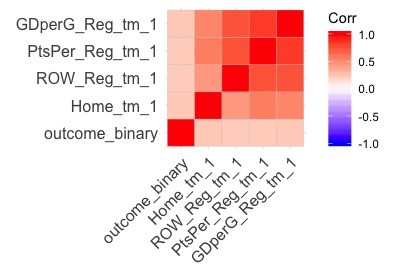 Corr
GDperG_Reg_tm_1
PtsPer_Reg_tm_1
ROW_Reg_tm_1
Home_tm_1
outcome_binary
1.0
0.5
0.0
-0.5
-1.0
outcome_binary
Home_tm_1
ROW_Reg_tm_1
PtsPer_Reg_tm_1
GDperG_Reg_tm_1